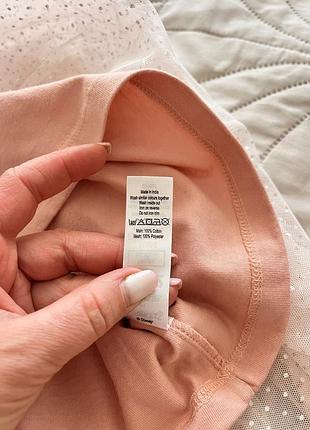 Made in India
Wash similar colours together
Wash inside out
Iron on reverse
Do not iron trim
Main: 100% Cotton
Mesh: 100% Polyester
© Disney